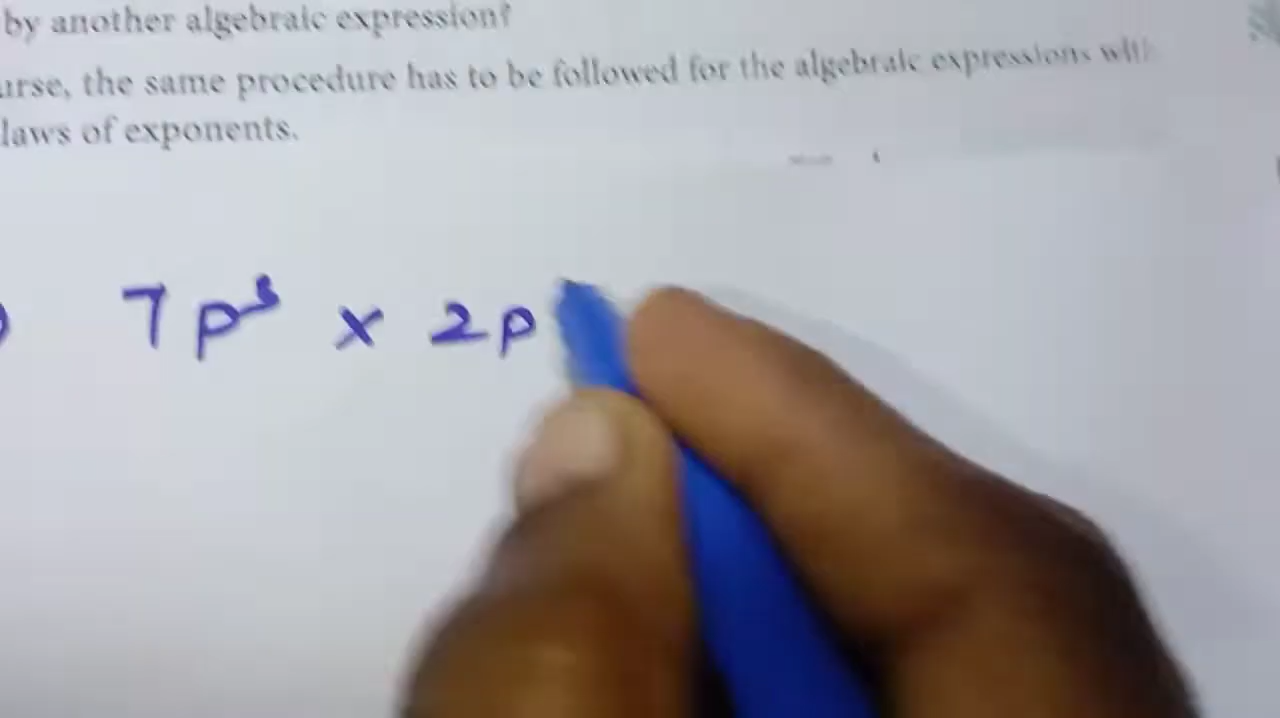 by another algebraic expression?
urse, the same procedure has to be followed for the algebraic expressions with
laws of exponents.
7p³ × 2p